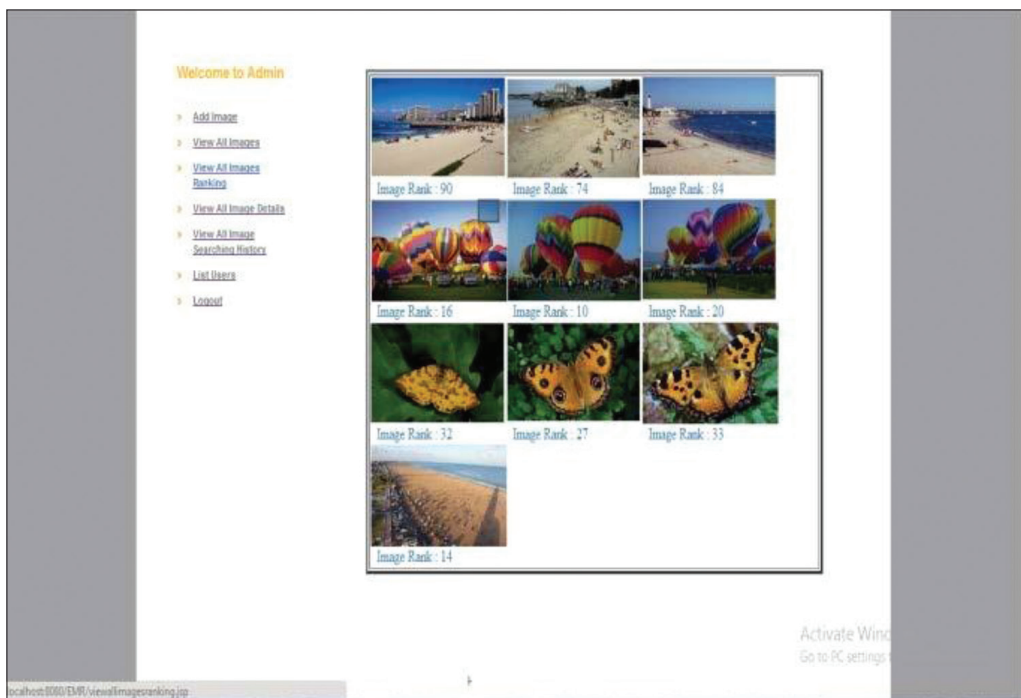 Welcome to Admin
Add Image
View All Images
View All Images
Ranking
View All Image Details
View All Image
Searching History
List Users
Logout
Image Rank : 90
Image Rank : 74
Image Rank : 84
Image Rank : 16
Image Rank : 10
Image Rank : 20
Image Rank : 32
Image Rank : 27
Image Rank : 33
Image Rank : 14
Activate Wind
Go to PC settings
ocalhost:8080/EMR/viewallimagesranking.jsp